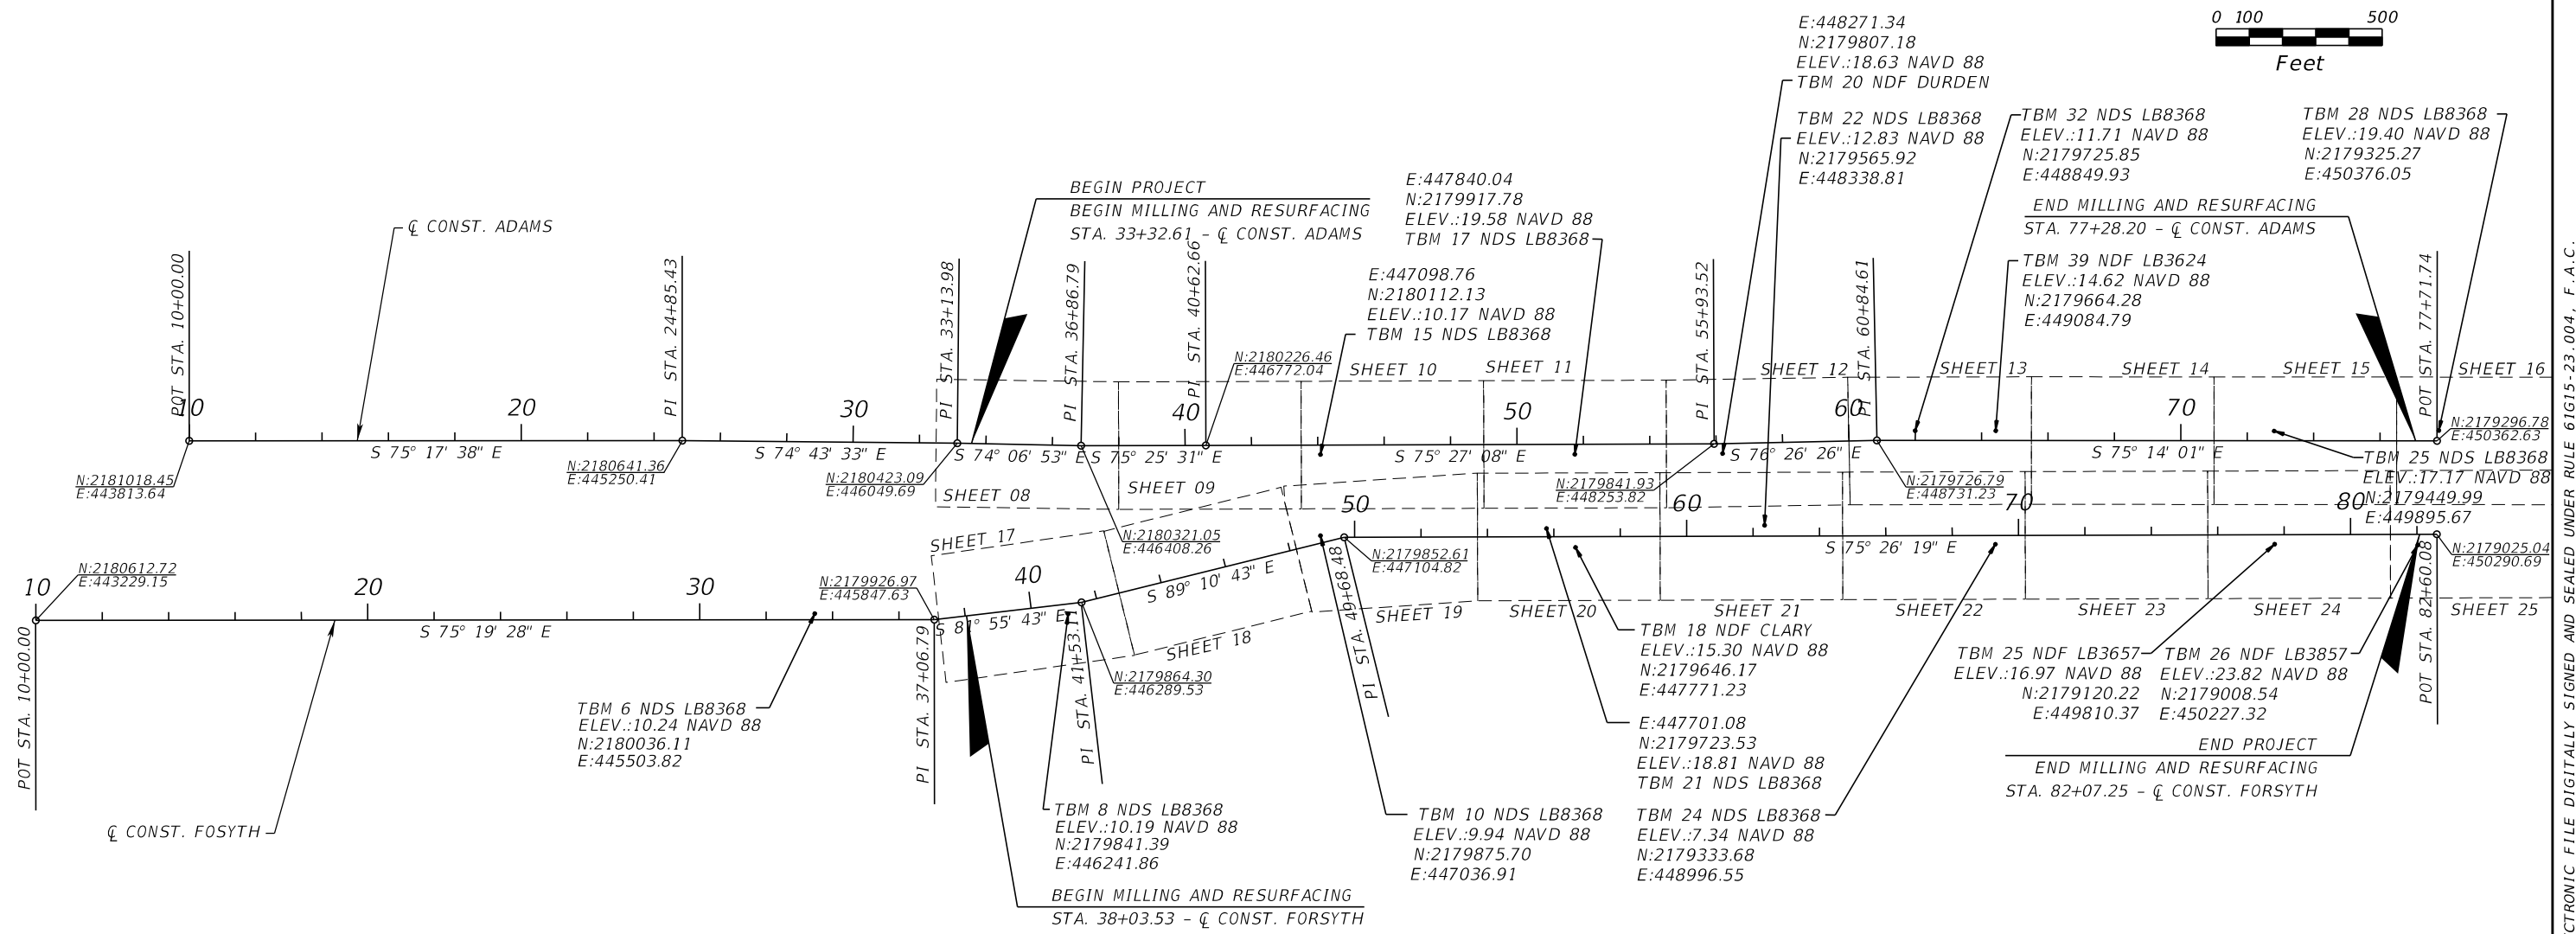 0 100 500
Feet
E:448271.34
N:2179807.18
ELEV.:18.63 NAVD 88
TBM 20 NDF DURDEN
TBM 22 NDS LB8368
ELEV.:12.83 NAVD 88
N:2179565.92
E:448338.81
TBM 32 NDS LB8368
ELEV.:11.71 NAVD 88
N:2179725.85
E:448849.93
TBM 28 NDS LB8368
ELEV.:19.40 NAVD 88
N:2179325.27
E:450376.05
BEGIN PROJECT
BEGIN MILLING AND RESURFACING
STA. 33+32.61 - ℄ CONST. ADAMS
E:447840.04
N:2179917.78
ELEV.:19.58 NAVD 88
TBM 17 NDS LB8368
END MILLING AND RESURFACING
STA. 77+28.20 - ℄ CONST. ADAMS
℄ CONST. ADAMS
E:447098.76
N:2180112.13
ELEV.:10.17 NAVD 88
TBM 15 NDS LB8368
TBM 39 NDF LB3624
ELEV.:14.62 NAVD 88
N:2179664.28
E:449084.79
POT STA. 10+00.00
PI STA. 24+85.43
PI STA. 33+13.98
PI STA. 36+86.79
PI STA. 40+62.66
PI STA. 55+93.52
PI STA. 60+84.61
POT STA. 77+71.74
N:2180226.46
E:446772.04
SHEET 10
SHEET 11
SHEET 12
SHEET 13
SHEET 14
SHEET 15
SHEET 16
10
20
30
40
50
60
70
S 75° 17' 38" E
S 74° 43' 33" E
S 74° 06' 53" E
S 75° 25' 31" E
S 75° 27' 08" E
S 76° 26' 26" E
S 75° 14' 01" E
N:2179296.78
E:450362.63
N:2181018.45
E:443813.64
N:2180641.36
E:445250.41
N:2180423.09
E:446049.69
SHEET 08
SHEET 09
N:2179841.93
E:448253.82
N:2179726.79
E:448731.23
TBM 25 NDS LB8368
ELEV.:17.17 NAVD 88
N:2179449.99
E:449895.67
N:2180321.05
E:446408.26
SHEET 17
50
60
70
80
N:2179852.61
E:447104.82
S 75° 26' 19" E
N:2179025.04
E:450290.69
10
N:2180612.72
E:443229.15
20
30
N:2179926.97
E:445847.63
40
S 89° 10' 43" E
S 75° 19' 28" E
55' 43" E
SHEET 18
SHEET 19
SHEET 20
SHEET 21
SHEET 22
SHEET 23
SHEET 24
SHEET 25
POT STA. 10+00.00
PI STA. 37+06.79
PI STA.
PI STA. 49+68.48
POT STA. 82+60.08
N:2179864.30
E:446289.53
TBM 18 NDF CLARY
ELEV.:15.30 NAVD 88
N:2179646.17
E:447771.23
TBM 25 NDF LB3657
ELEV.:16.97 NAVD 88
N:2179120.22
E:449810.37
TBM 26 NDF LB3857
ELEV.:23.82 NAVD 88
N:2179008.54
E:450227.32
TBM 6 NDS LB8368
ELEV.:10.24 NAVD 88
N:2180036.11
E:445503.82
E:447701.08
N:2179723.53
ELEV.:18.81 NAVD 88
TBM 21 NDS LB8368
END PROJECT
END MILLING AND RESURFACING
STA. 82+07.25 - ℄ CONST. FORSYTH
℄ CONST. FOSYTH
TBM 8 NDS LB8368
ELEV.:10.19 NAVD 88
N:2179841.39
E:446241.86
TBM 10 NDS LB8368
ELEV.:9.94 NAVD 88
N:2179875.70
E:447036.91
TBM 24 NDS LB8368
ELEV.:7.34 NAVD 88
N:2179333.68
E:448996.55
BEGIN MILLING AND RESURFACING
STA. 38+03.53 - ℄ CONST. FORSYTH
CTRONIC FILE DIGITALLY SIGNED AND SEALED UNDER RULE 61G15-23.004, F.A.C.